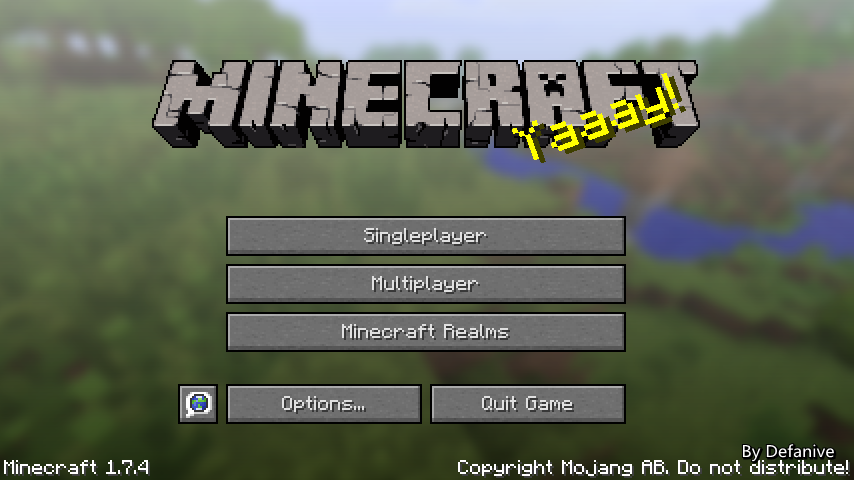 MINECRAFT
Yaaay!
Singleplayer
Multiplayer
Minecraft Realms
Options...
Quit Game
By Defanive
Minecraft 1.7.4
Copyright Mojang AB. Do not distribute!